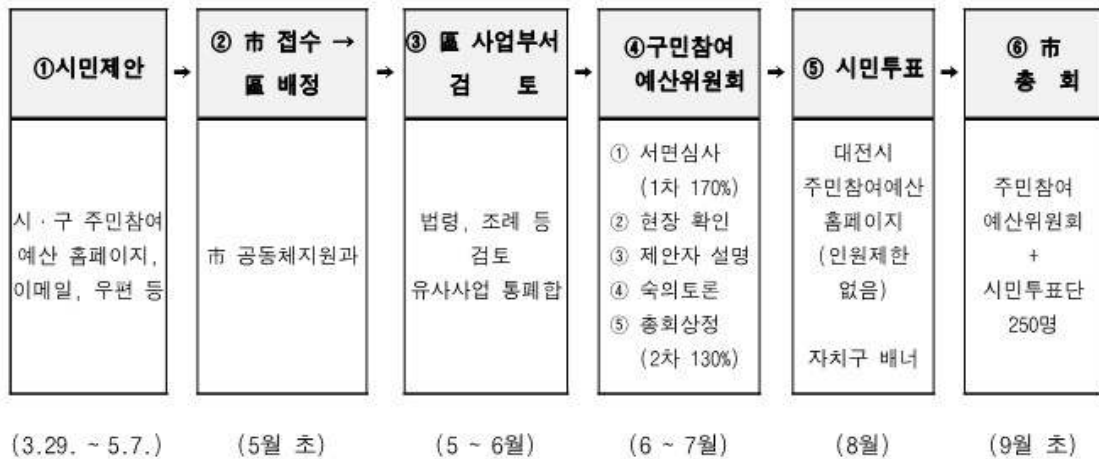 ①시민제안
→
② 市 접수 →
區 배정
→
③ 區 사업부서
검 토
→
④구민참여
예산위원회
→
⑤ 시민투표
→
⑥ 市
총 회
시·구 주민참여
예산 홈페이지,
이메일, 우편 등
市 공동체지원과
법령, 조례 등
검토
유사사업 통폐합
① 서면심사
(1차 170%)
② 현장 확인
③ 제안자 설명
④ 숙의토론
⑤ 총회상정
(2차 130%)
대전시
주민참여예산
홈페이지
(인원제한
없음)
자치구 배너
주민참여
예산위원회
+
시민투표단
250명
(3.29. ~ 5.7.)
(5월 초)
(5 ~ 6월)
(6 ~ 7월)
(8월)
(9월 초)